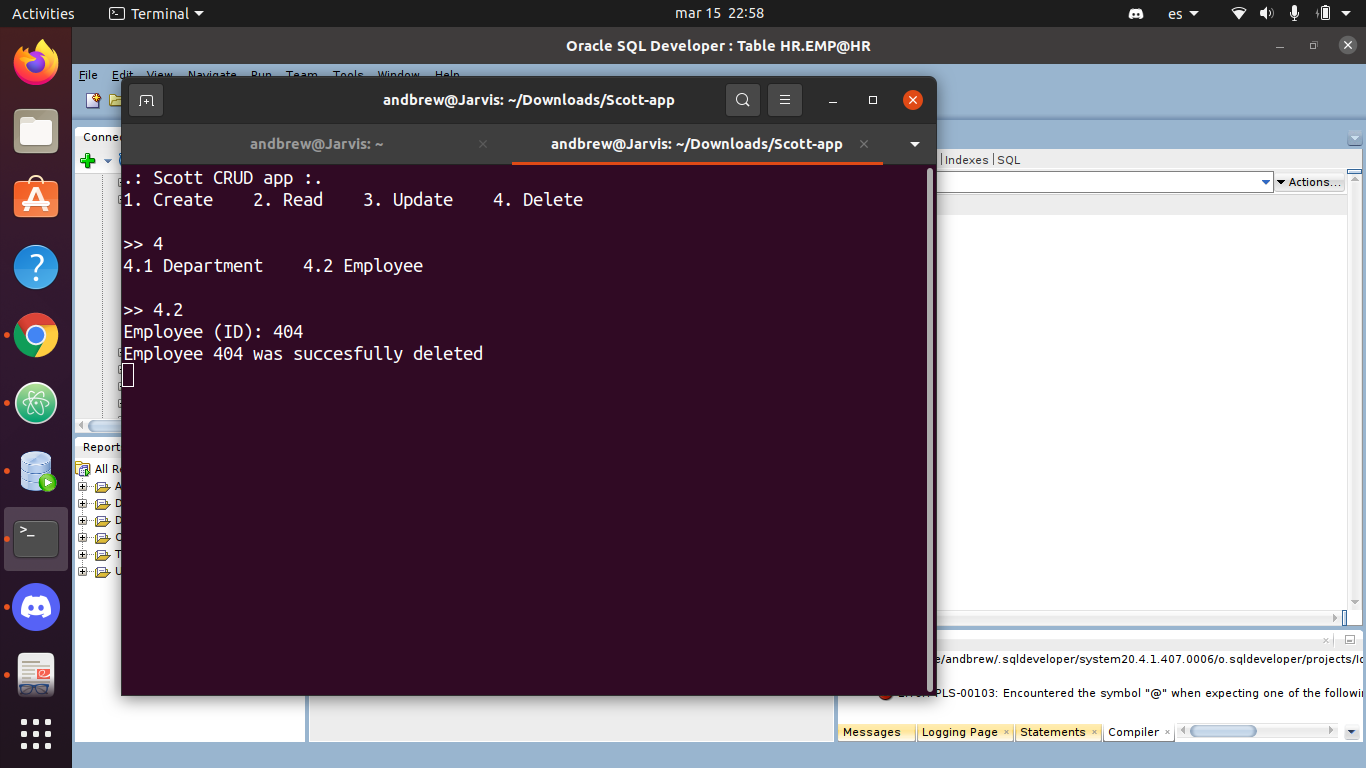 Activities
Terminal
mar 15 22:58
es
Oracle SQL Developer : Table HR.EMP@HR
File Edit View Navigate Run Team Tools Window Help
andbrew@Jarvis: ~/Downloads/Scott-app
andbrew@Jarvis: ~
andbrew@Jarvis: ~/Downloads/Scott-app
.: Scott CRUD app :.
1. Create    2. Read    3. Update    4. Delete
>> 4
4.1 Department    4.2 Employee
>> 4.2
Employee (ID): 404
Employee 404 was succesfully deleted
Indexes SQL
Actions...
All
e/andbrew/.sqldeveloper/system20.4.1.407.0006/o.sqldeveloper/projects/
PLS-00103: Encountered the symbol "@" when expecting one of the
Messages
Logging Page
Statements
Compiler